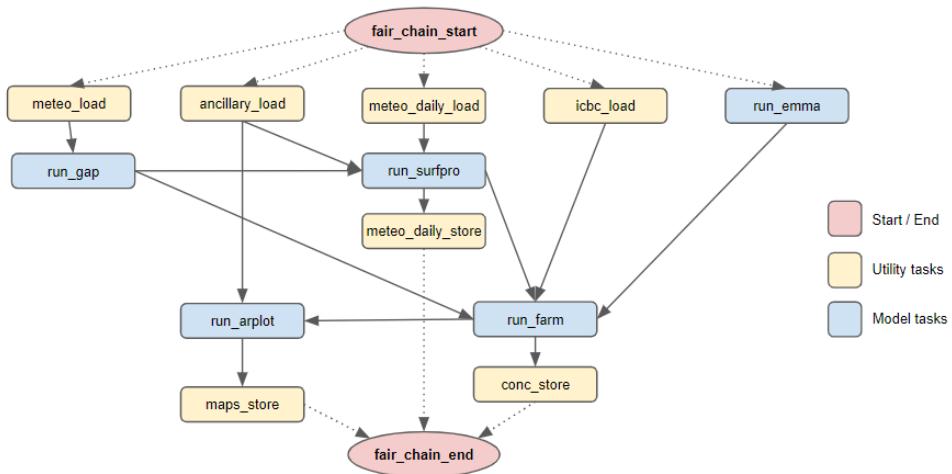 fair_chain_start
meteo_load
ancillary_load
meteo_daily_load
icbc_load
run_emma
run_gap
run_surfpro
meteo_daily_store
Start / End
Utility tasks
Model tasks
run_arplot
run_farm
maps_store
conc_store
fair_chain_end